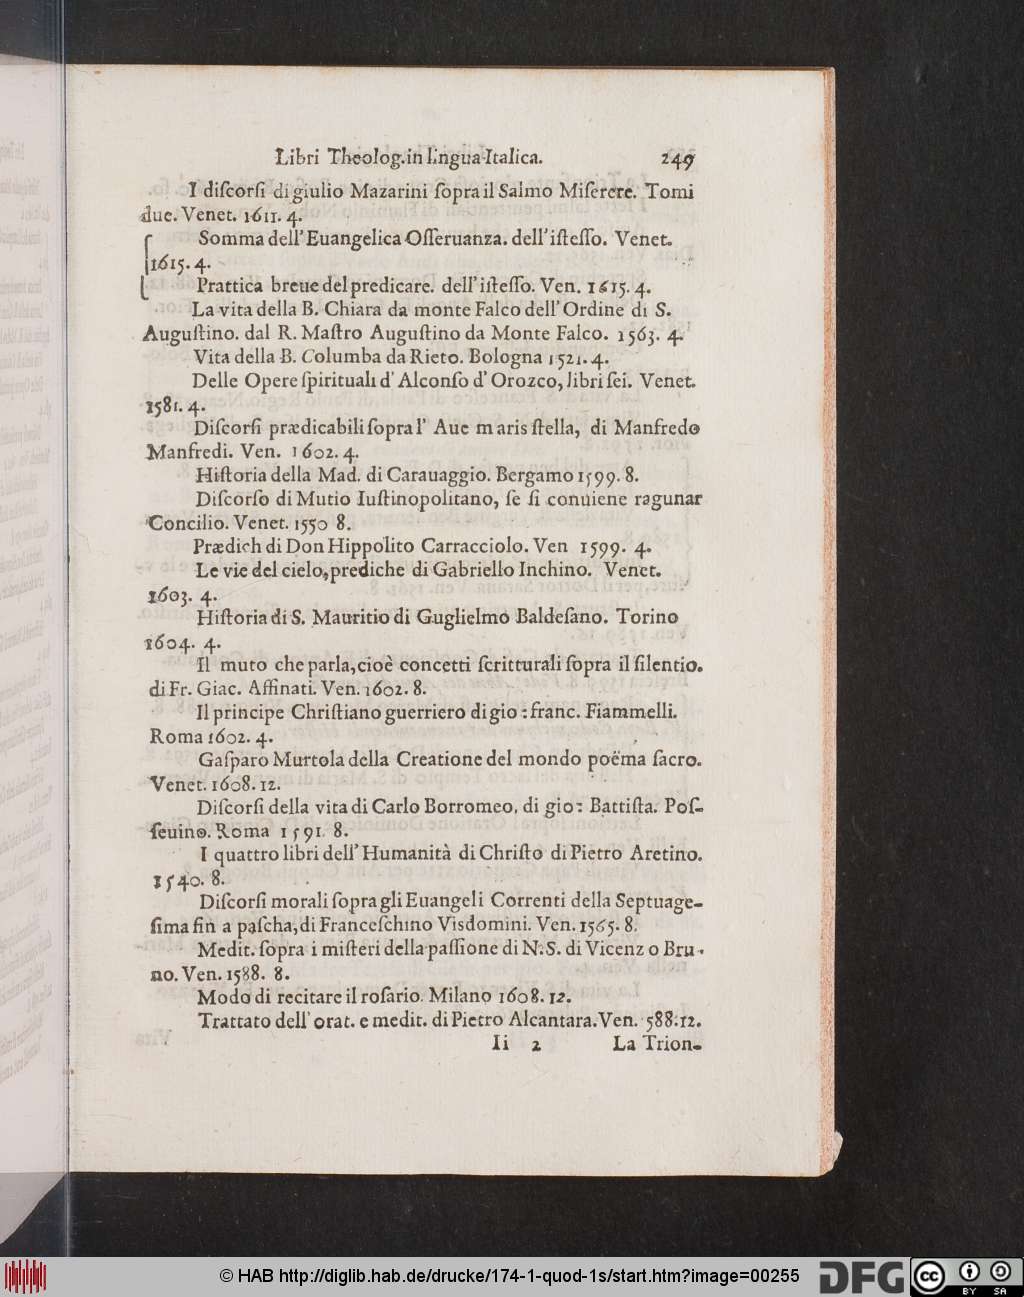 Libri Theolog. in lingua Italica. 249
I diſcorſi di giulio Mazarini ſopra il Salmo Miſerere. Tomi
due. Venet. 1611. 4.
Somma dell' Euangelica Oſſeruanza. dell' iſteſſo. Venet.
1615. 4.
Prattica breue del predicare. dell' iſteſſo. Ven. 1615. 4.
La vita della B. Chiara da monte Falco dell' Ordine di S.
Auguſtino. dal R. Maſtro Auguſtino da Monte Falco. 1563. 4.
Vita della B. Columba da Rieto. Bologna 1521. 4.
Delle Opere ſpirituali d' Alconſo d' Orozco, libri ſei. Venet.
1581. 4.
Diſcorſi prædicabili ſopra l' Aue maris ſtella, di Manfredo
Manfredi. Ven. 1602. 4.
Hiſtoria della Mad. di Carauaggio. Bergamo 1599. 8.
Diſcorſo di Mutio Iuſtinopolitano, ſe ſi conuiene ragunar
Concilio. Venet. 1550 8.
Prædich di Don Hippolito Carracciolo. Ven 1599. 4.
Le vie del cielo, prediche di Gabriello Inchino. Venet.
1603. 4.
Hiſtoria di S. Mauritio di Guglielmo Baldeſano. Torino
1604. 4.
Il muto che parla, cioè concetti ſcritturali ſopra il ſilentio.
di Fr. Giac. Affinati. Ven. 1602. 8.
Il principe Chriſtiano guerriero di gio: franc. Fiammelli.
Roma 1602. 4.
Gaſparo Murtola della Creatione del mondo poëma ſacro.
Venet. 1608. 12.
Diſcorſi della vita di Carlo Borromeo, di gio: Battiſta. Poſ-
ſeuino. Roma 1591. 8.
I quattro libri dell' Humanità di Chriſto di Pietro Aretino.
1540. 8.
Diſcorſi morali ſopra gli Euangeli Correnti della Septuage-
ſima fin a paſcha, di Franceſchino Visdomini. Ven. 1565. 8.
Medit. ſopra i miſteri della paſſione di N. S. di Vicenzo Bru-
no. Ven. 1588. 8.
Modo di recitare il roſario. Milano 1608. 12.
Trattato dell' orat. e medit. di Pietro Alcantara. Ven. 588. 12.
Ii 2 La Trion-
© HAB http://diglib.hab.de/drucke/174-1-quod-1s/start.htm?image=00255
DFG
cc
BY SA